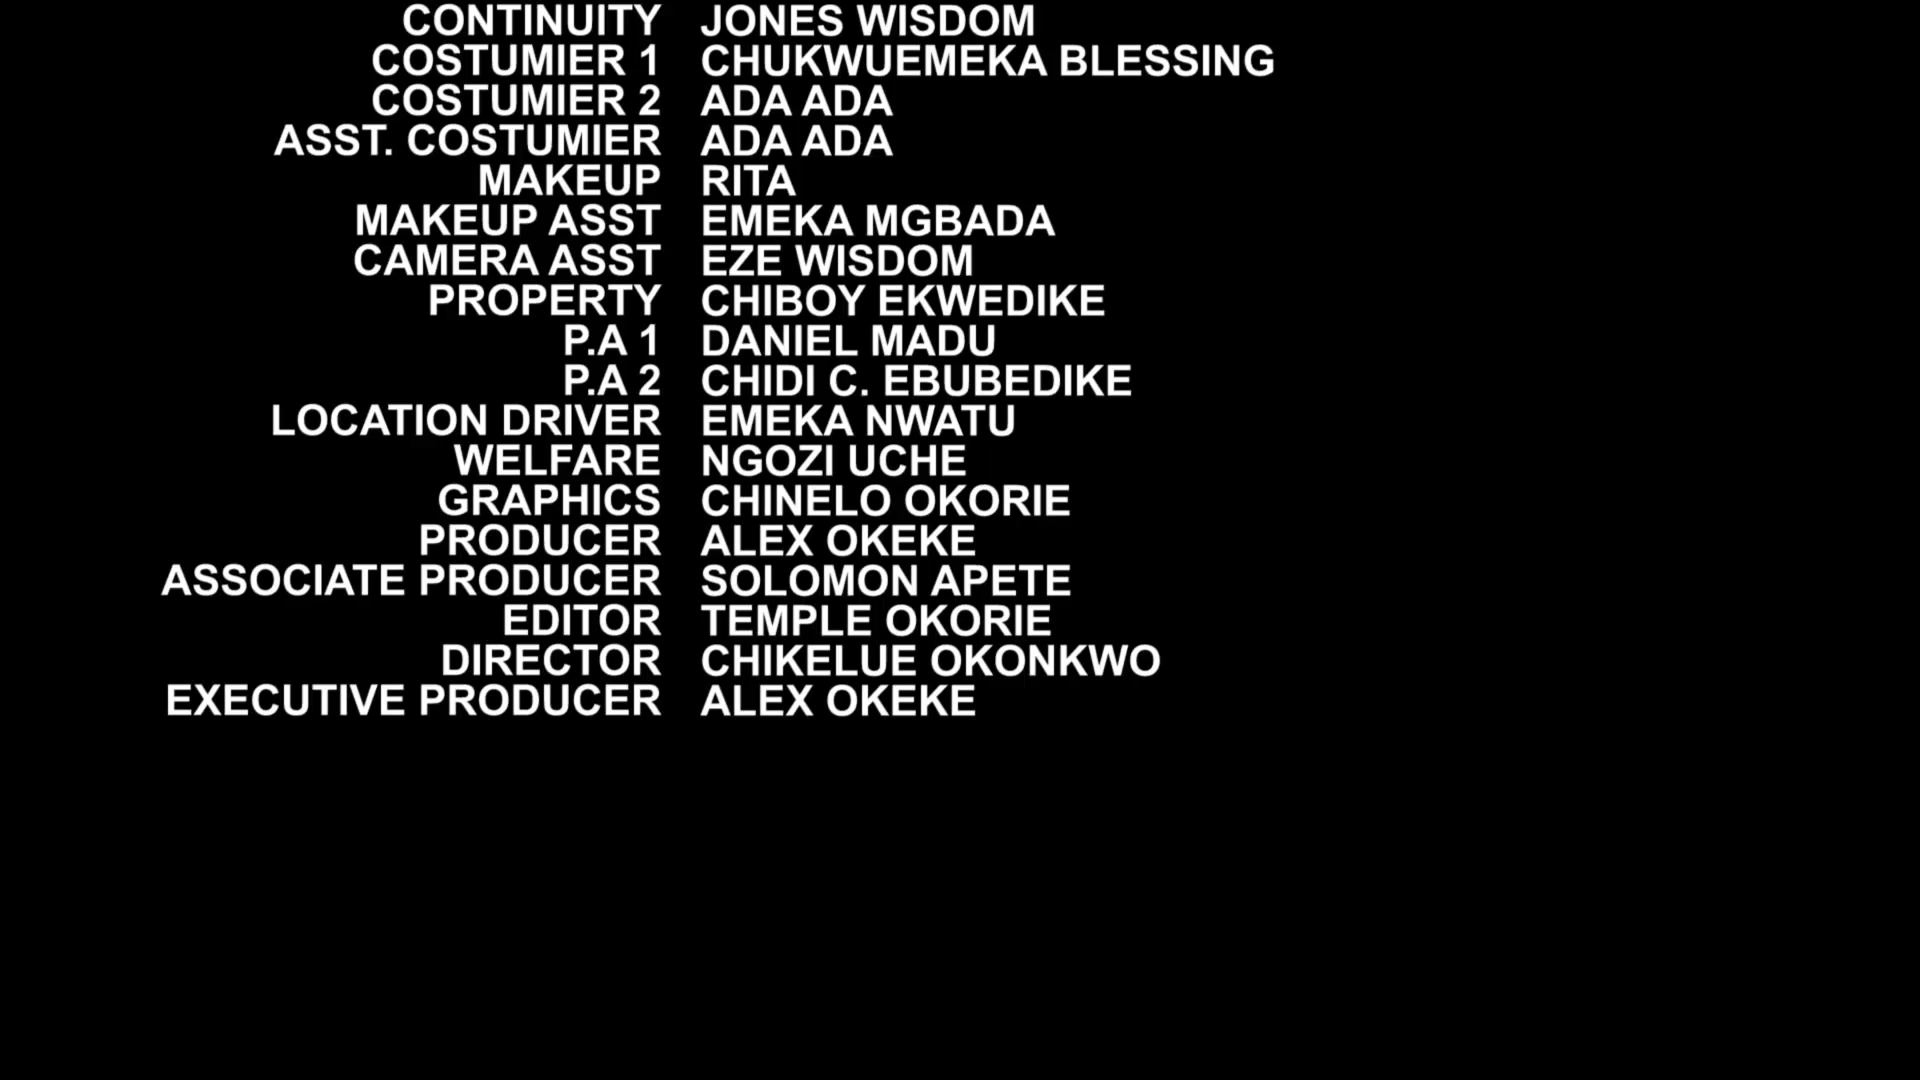 CONTINUITY JONES WISDOM
COSTUMIER 1 CHUKWUEMEKA BLESSING
COSTUMIER 2 ADA ADA
ASST. COSTUMIER ADA ADA
MAKEUP RITA
MAKEUP ASST EMEKA MGBADA
CAMERA ASST EZE WISDOM
PROPERTY CHIBOY EKWEDIKE
P.A 1 DANIEL MADU
P.A 2 CHIDI C. EBUBEDIKE
LOCATION DRIVER EMEKA NWATU
WELFARE NGOZI UCHE
GRAPHICS CHINELO OKORIE
PRODUCER ALEX OKEKE
ASSOCIATE PRODUCER SOLOMON APETE
EDITOR TEMPLE OKORIE
DIRECTOR CHIKELUE OKONKWO
EXECUTIVE PRODUCER ALEX OKEKE